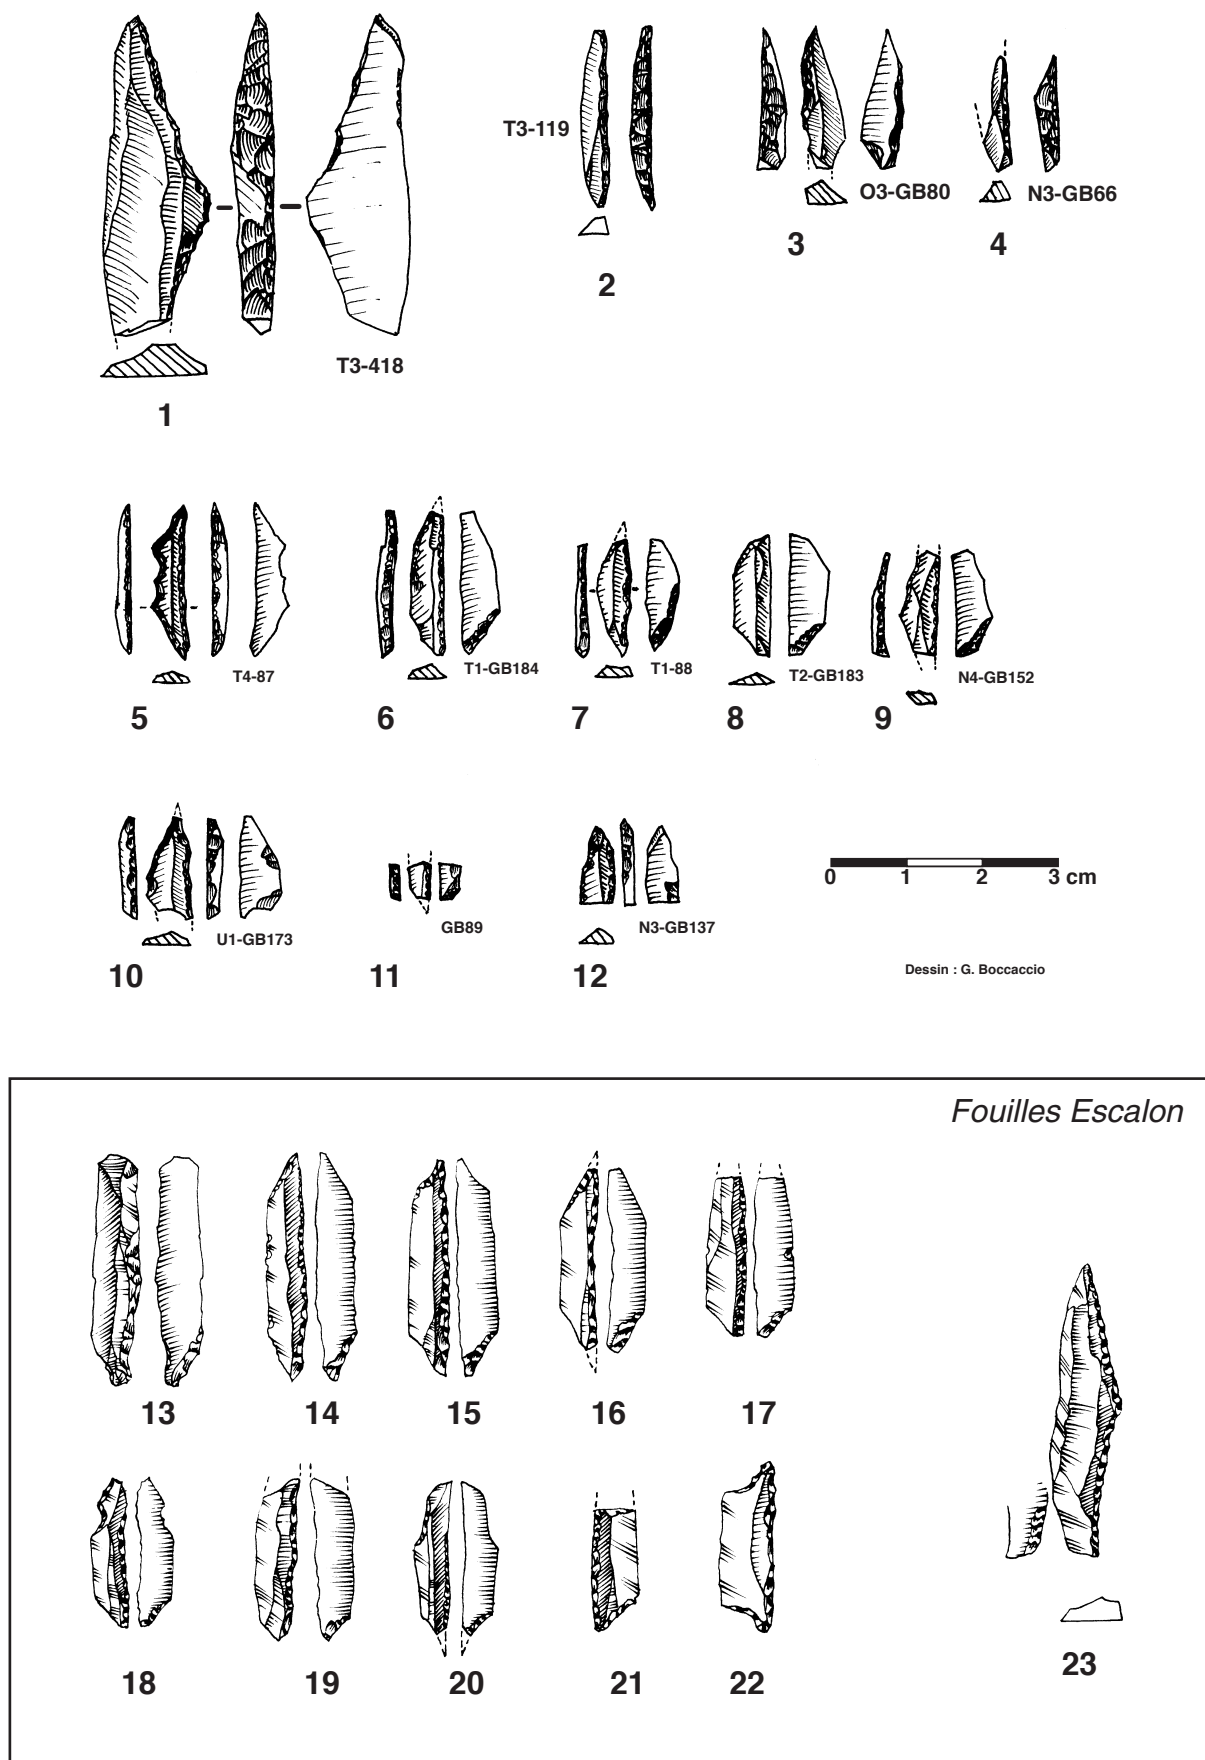 T3-119
O3-GB80
N3-GB66
3
4
2
T3-418
1
T4-87
T1-GB184
T1-88
T2-GB183
N4-GB152
5
6
7
8
9
0 1 2 3 cm
U1-GB173
GB89
N3-GB137
10
11
12
Dessin : G. Boccaccio
Fouilles Escalon
13
14
15
16
17
18
19
20
21
22
23